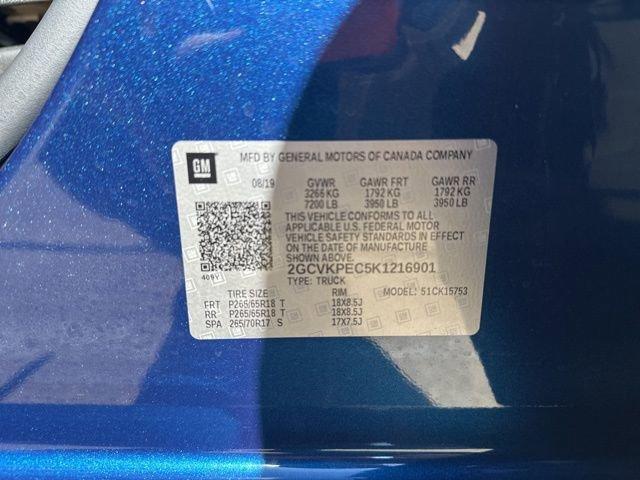 GM
MFD BY GENERAL MOTORS OF CANADA COMPANY
08/19 GVWR GAWR FRT GAWR RR
3266 KG 1792 KG 1792 KG
7200 LB 3950 LB 3950 LB
THIS VEHICLE CONFORMS TO ALL
APPLICABLE U.S. FEDERAL MOTOR
VEHICLE SAFETY STANDARDS IN EFFECT
ON THE DATE OF MANUFACTURE
SHOWN ABOVE.
409Y 2GCVKPEC5K1216901
TYPE: TRUCK
TIRE SIZE RIM MODEL: 51CK15753
FRT P265/65R18 T 18X8.5J
RR P265/65R18 T 18X8.5J
SPA 265/70R17 S 17X7.5J